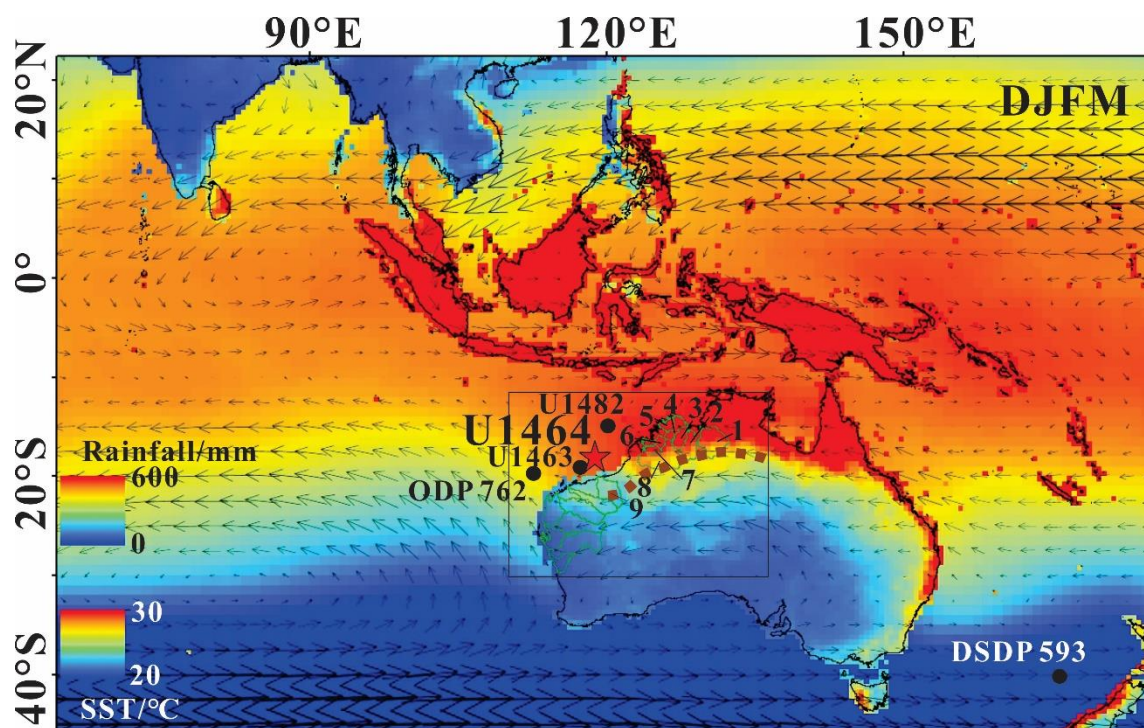 90°E 120°E 150°E
20°N
DJFM
0°
U1482 5 4 3 2
U1464 6 1
U1463 7
ODP 762 8
9
20°S
Rainfall/mm
600
0
30
20
SST/°C
DSDP 593
40°S